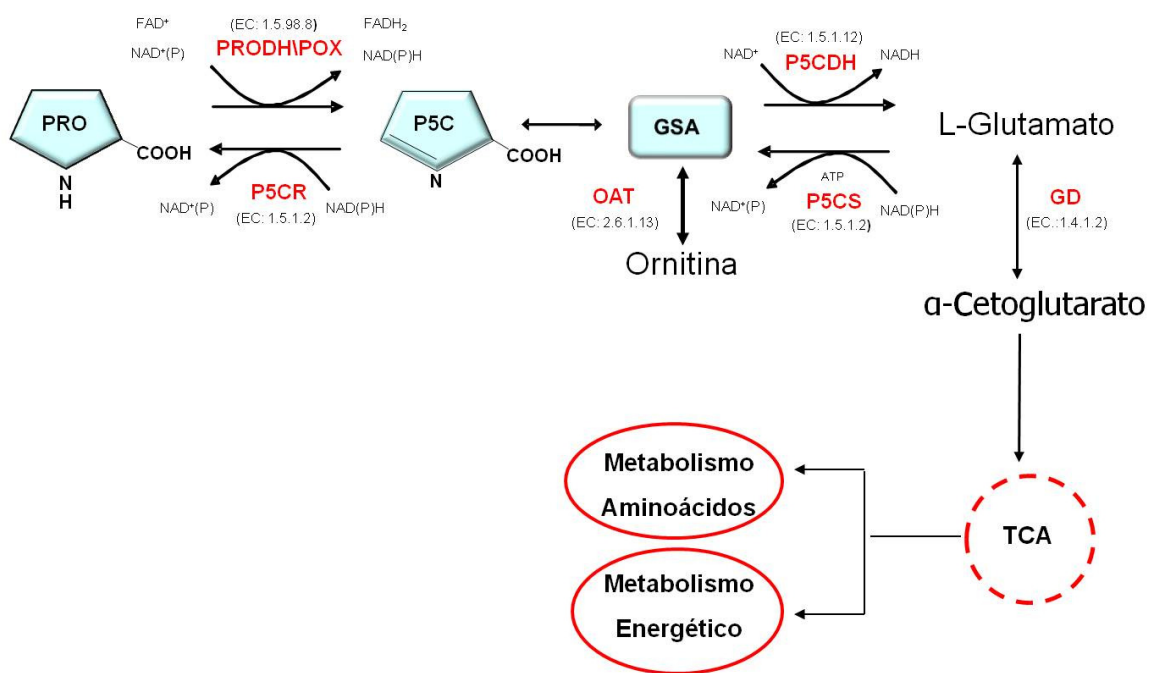 FAD⁺
(EC: 1.5.98.8)
FADH₂
NAD⁺(P)
PRODH\POX
NAD(P)H
PRO
COOH
N
H
P5C
COOH
N
NAD⁺(P)
P5CR
(EC: 1.5.1.2)
NAD(P)H
GSA
OAT
(EC: 2.6.1.13)
Ornitina
(EC: 1.5.1.12)
NAD⁺
P5CDH
NADH
L-Glutamato
ATP
NAD⁺(P)
P5CS
(EC: 1.5.1.2)
NAD(P)H
GD
(EC.:1.4.1.2)
α-Cetoglutarato
TCA
Metabolismo
Aminoácidos
Metabolismo
Energético